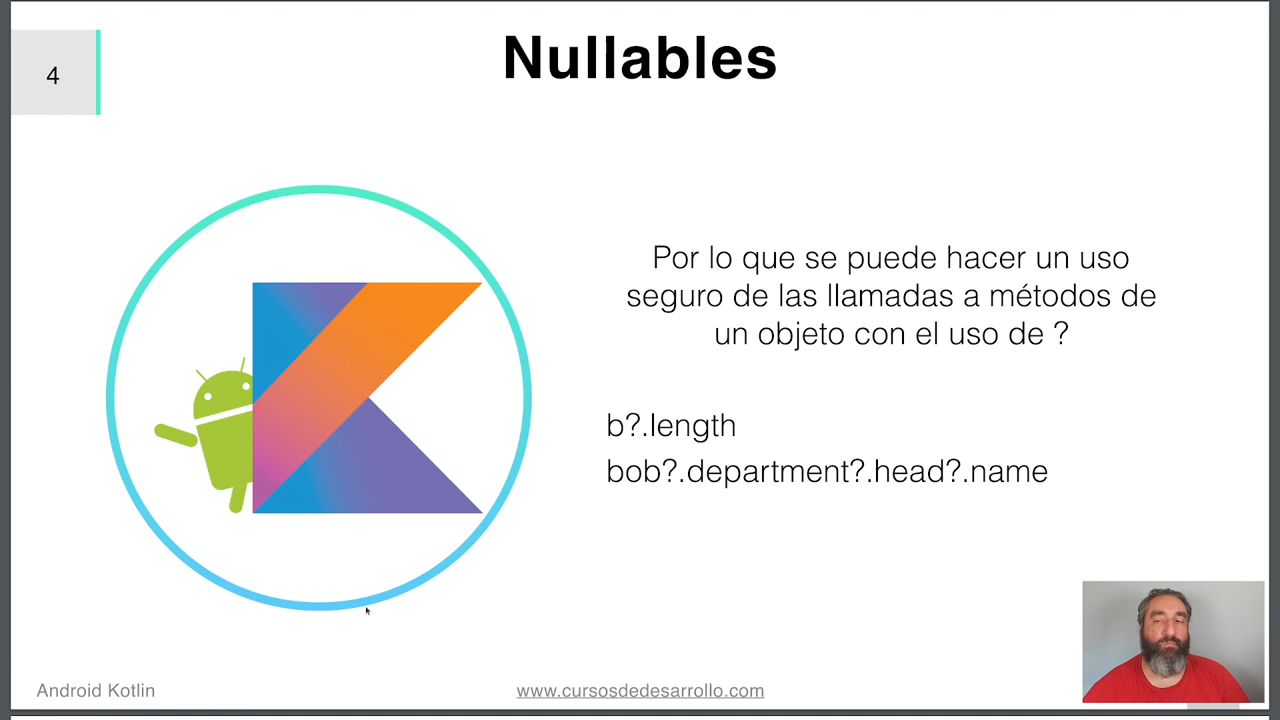 4
Nullables
Por lo que se puede hacer un uso
seguro de las llamadas a métodos de
un objeto con el uso de ?
b?.length
bob?.department?.head?.name
Android Kotlin
www.cursosdedesarrollo.com